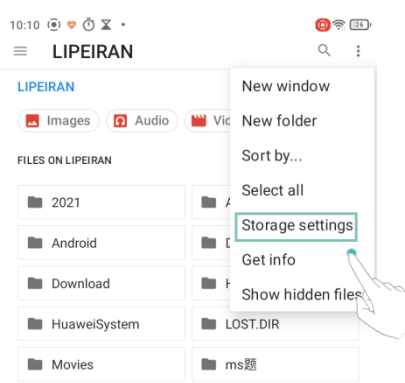 10:10
LIPEIRAN
LIPEIRAN
Images Audio Vid
FILES ON LIPEIRAN
2021
Android
Download
HuaweiSystem LOST.DIR
Movies ms题
New window
New folder
Sort by...
Select all
Storage settings
Get info
Show hidden files